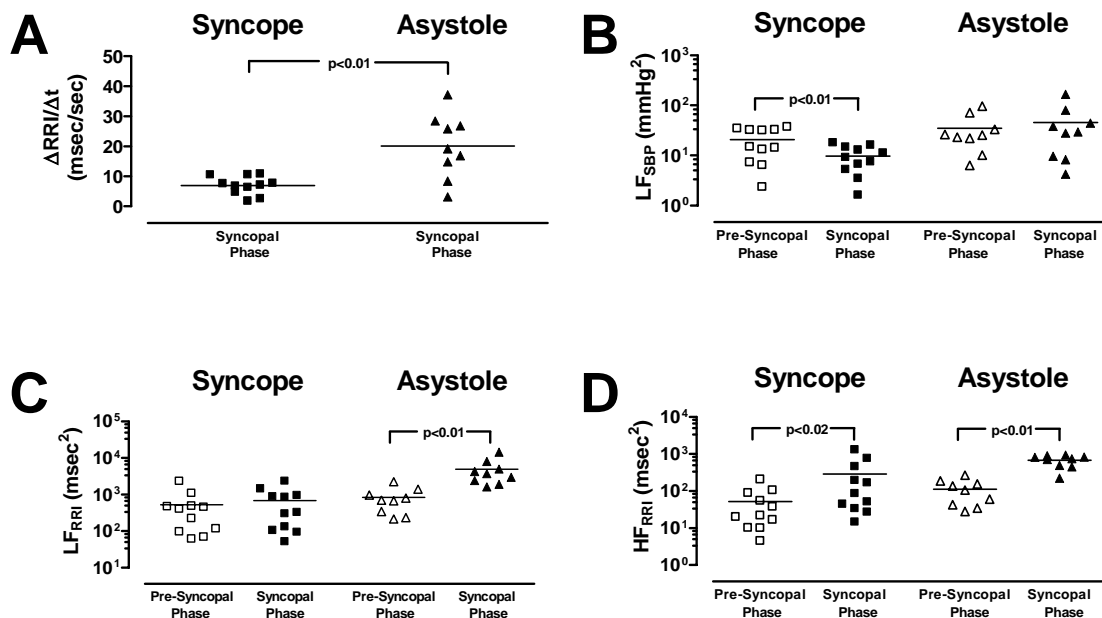 A
Syncope Asystole
ΔRRI/Δt
(msec/sec)
50
40
30
20
10
0
p<0.01
Syncopal
Phase
Syncopal
Phase
B
Syncope Asystole
LF_SBP (mmHg²)
10³
10²
10¹
10⁰
p<0.01
Pre-Syncopal
Phase
Syncopal
Phase
Pre-Syncopal
Phase
Syncopal
Phase
C
Syncope Asystole
LF_RRI (msec²)
10⁵
10⁴
10³
10²
10¹
p<0.01
Pre-Syncopal
Phase
Syncopal
Phase
Pre-Syncopal
Phase
Syncopal
Phase
D
Syncope Asystole
HF_RRI (msec²)
10⁴
10³
10²
10¹
10⁰
p<0.02
p<0.01
Pre-Syncopal
Phase
Syncopal
Phase
Pre-Syncopal
Phase
Syncopal
Phase